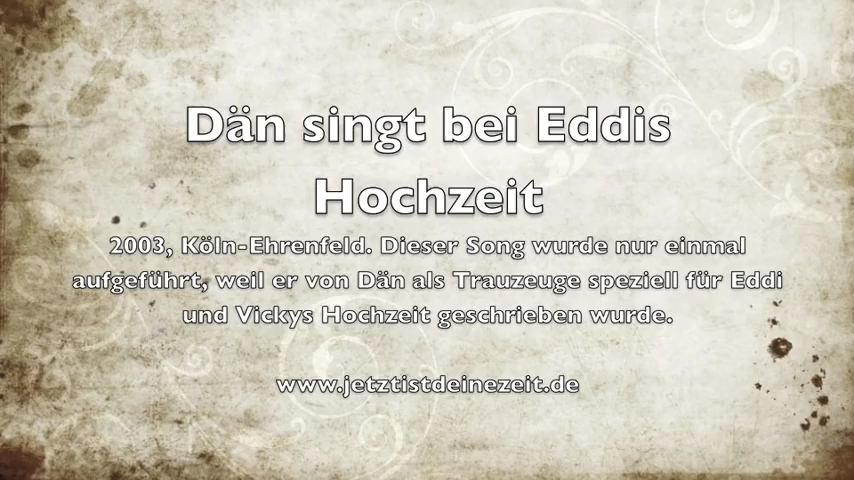 Dän singt bei Eddis
Hochzeit
2003, Köln-Ehrenfeld. Dieser Song wurde nur einmal
aufgeführt, weil er von Dän als Trauzeuge speziell für Eddi
und Vickys Hochzeit geschrieben wurde.
www.jetztistdeinezeit.de